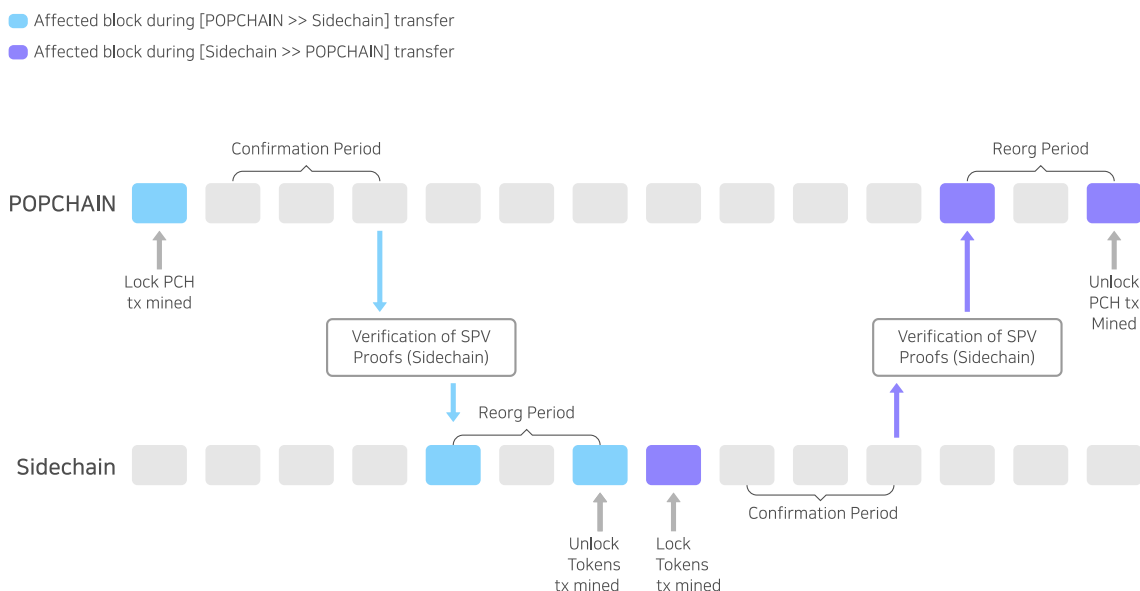 Affected block during [POPCHAIN >> Sidechain] transfer
Affected block during [Sidechain >> POPCHAIN] transfer
Confirmation Period
Reorg Period
POPCHAIN
Lock PCH
tx mined
Unlock
PCH tx
Mined
Verification of SPV
Proofs (Sidechain)
Verification of SPV
Proofs (Sidechain)
Reorg Period
Sidechain
Confirmation Period
Unlock
Tokens
tx mined
Lock
Tokens
tx mined